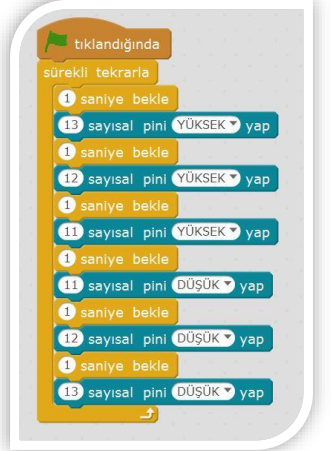 tıklandığında
sürekli tekrarla
1 saniye bekle
13 sayısal pini YÜKSEK yap
1 saniye bekle
12 sayısal pini YÜKSEK yap
1 saniye bekle
11 sayısal pini YÜKSEK yap
1 saniye bekle
11 sayısal pini DÜŞÜK yap
1 saniye bekle
12 sayısal pini DÜŞÜK yap
1 saniye bekle
13 sayısal pini DÜŞÜK yap